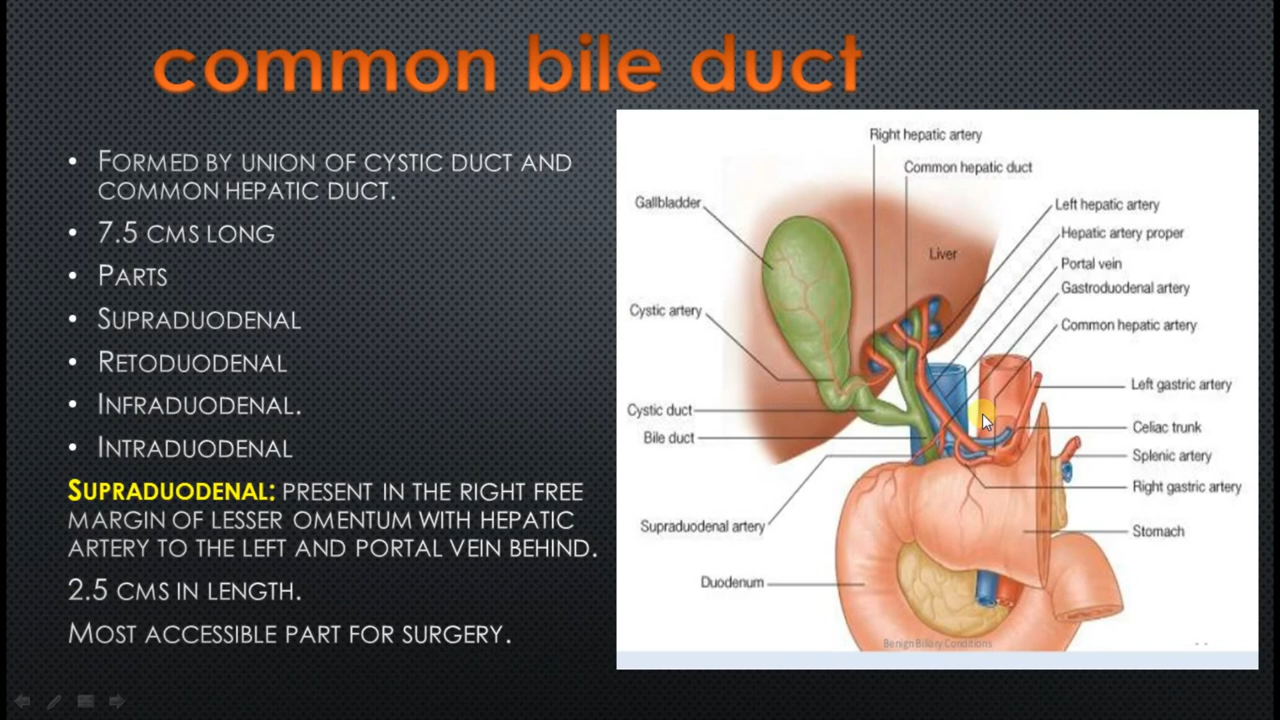 common bile duct
• FORMED BY UNION OF CYSTIC DUCT AND
COMMON HEPATIC DUCT.
• 7.5 CMS LONG
• PARTS
• SUPRADUODENAL
• RETODUODENAL
• INFRADUODENAL.
• INTRADUODENAL
SUPRADUODENAL: PRESENT IN THE RIGHT FREE
MARGIN OF LESSER OMENTUM WITH HEPATIC
ARTERY TO THE LEFT AND PORTAL VEIN BEHIND.
2.5 CMS IN LENGTH.
MOST ACCESSIBLE PART FOR SURGERY.
Right hepatic artery
Common hepatic duct
Gallbladder
Left hepatic artery
Hepatic artery proper
Liver
Portal vein
Gastroduodenal artery
Cystic artery
Common hepatic artery
Left gastric artery
Cystic duct
Celiac trunk
Bile duct
Splenic artery
Right gastric artery
Supraduodenal artery
Stomach
Duodenum
Benign Biliary Conditions